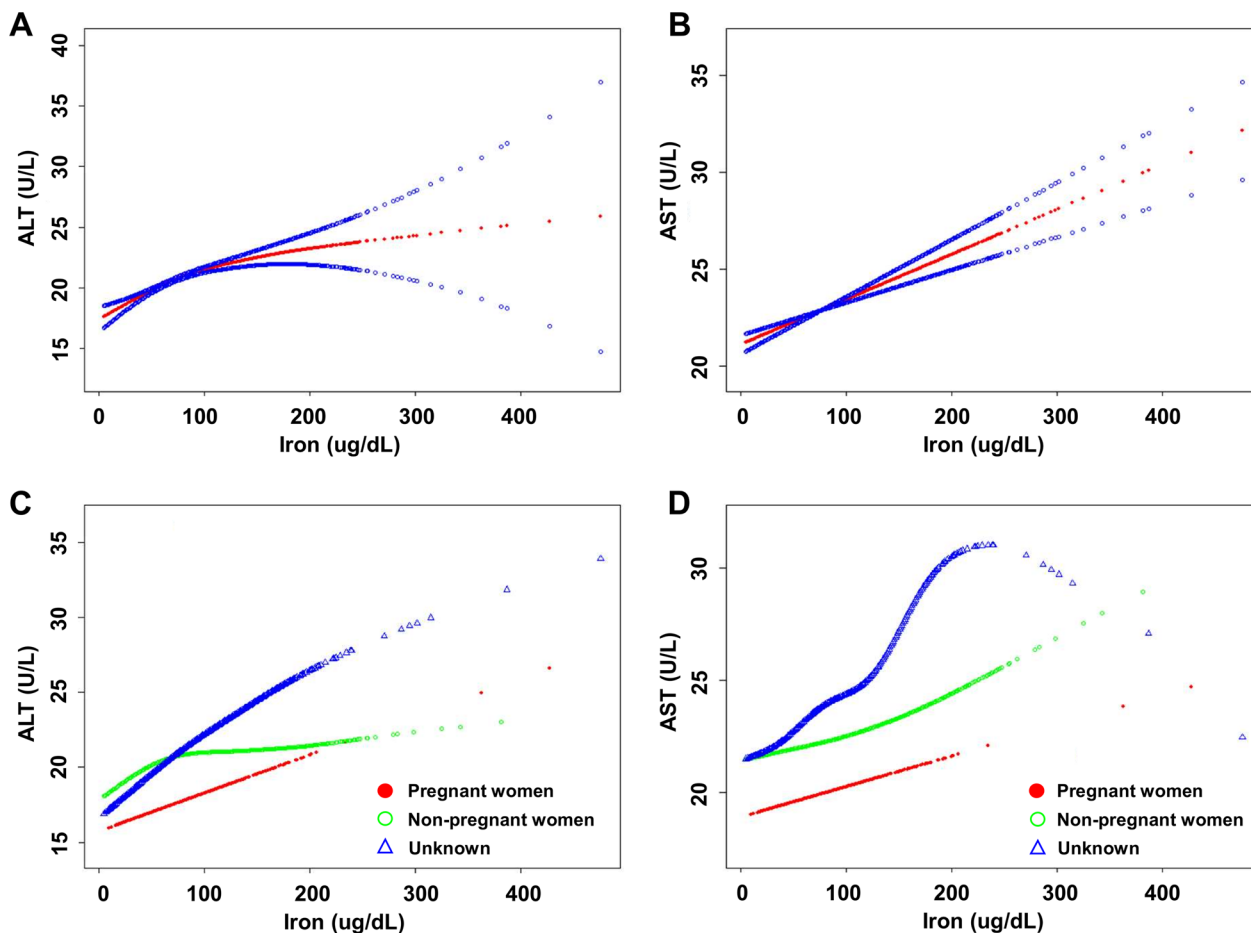 A
ALT (U/L)
40
35
30
25
20
15
0 100 200 300 400
Iron (ug/dL)
B
AST (U/L)
35
30
25
20
0 100 200 300 400
Iron (ug/dL)
C
ALT (U/L)
35
30
25
20
15
Pregnant women
Non-pregnant women
Unknown
0 100 200 300 400
Iron (ug/dL)
D
AST (U/L)
30
25
20
Pregnant women
Non-pregnant women
Unknown
0 100 200 300 400
Iron (ug/dL)